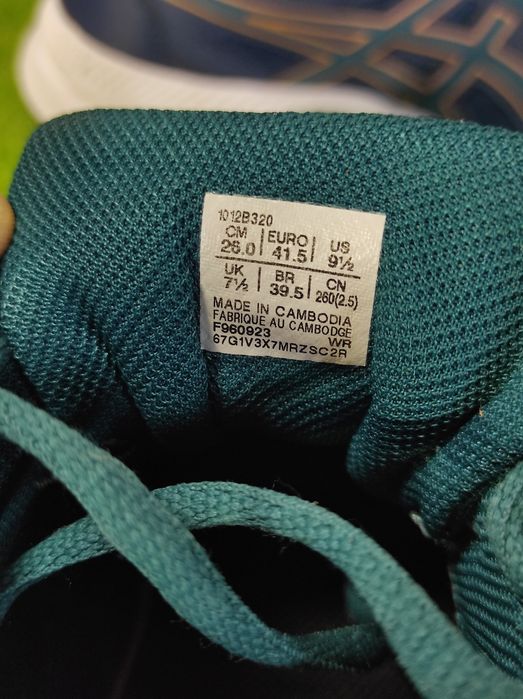 1012B320
CM EURO US
26.0 41.5 9½
UK BR CN
7½ 39.5 260(2.5)
MADE IN CAMBODIA
FABRIQUE AU CAMBODGE
F960923 WR
67G1V3X7MRZSC2R